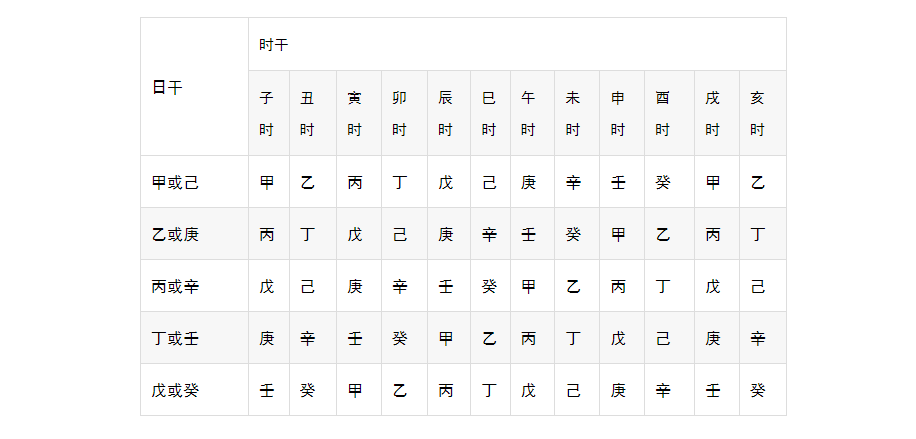 时干
日干
子时 丑时 寅时 卯时 辰时 巳时 午时 未时 申时 酉时 戌时 亥时
甲或己 甲 乙 丙 丁 戊 己 庚 辛 壬 癸 甲 乙
乙或庚 丙 丁 戊 己 庚 辛 壬 癸 甲 乙 丙 丁
丙或辛 戊 己 庚 辛 壬 癸 甲 乙 丙 丁 戊 己
丁或壬 庚 辛 壬 癸 甲 乙 丙 丁 戊 己 庚 辛
戊或癸 壬 癸 甲 乙 丙 丁 戊 己 庚 辛 壬 癸